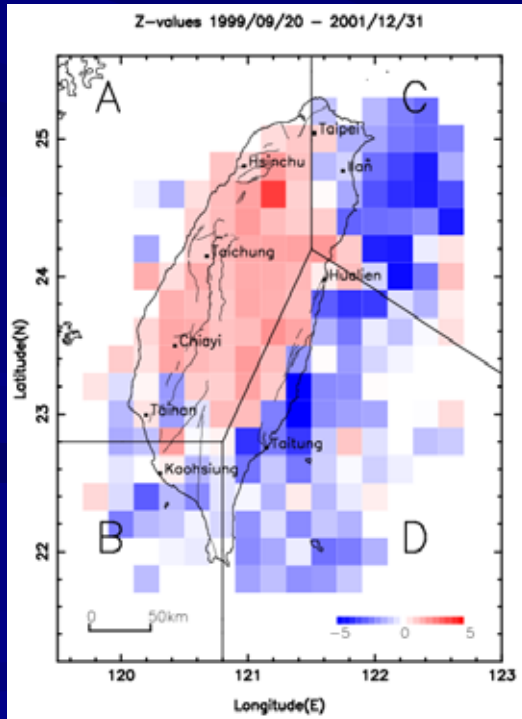 Z-values 1999/09/20 - 2001/12/31
A
C
25
Taipei
Hsinchu
Ilan
24
Taichung
Hualien
Chiayi
23
Tainan
Taitung
Kaohsiung
22
B
D
0 50km
-5 0 5
120 121 122 123
Latitude(N)
Longitude(E)